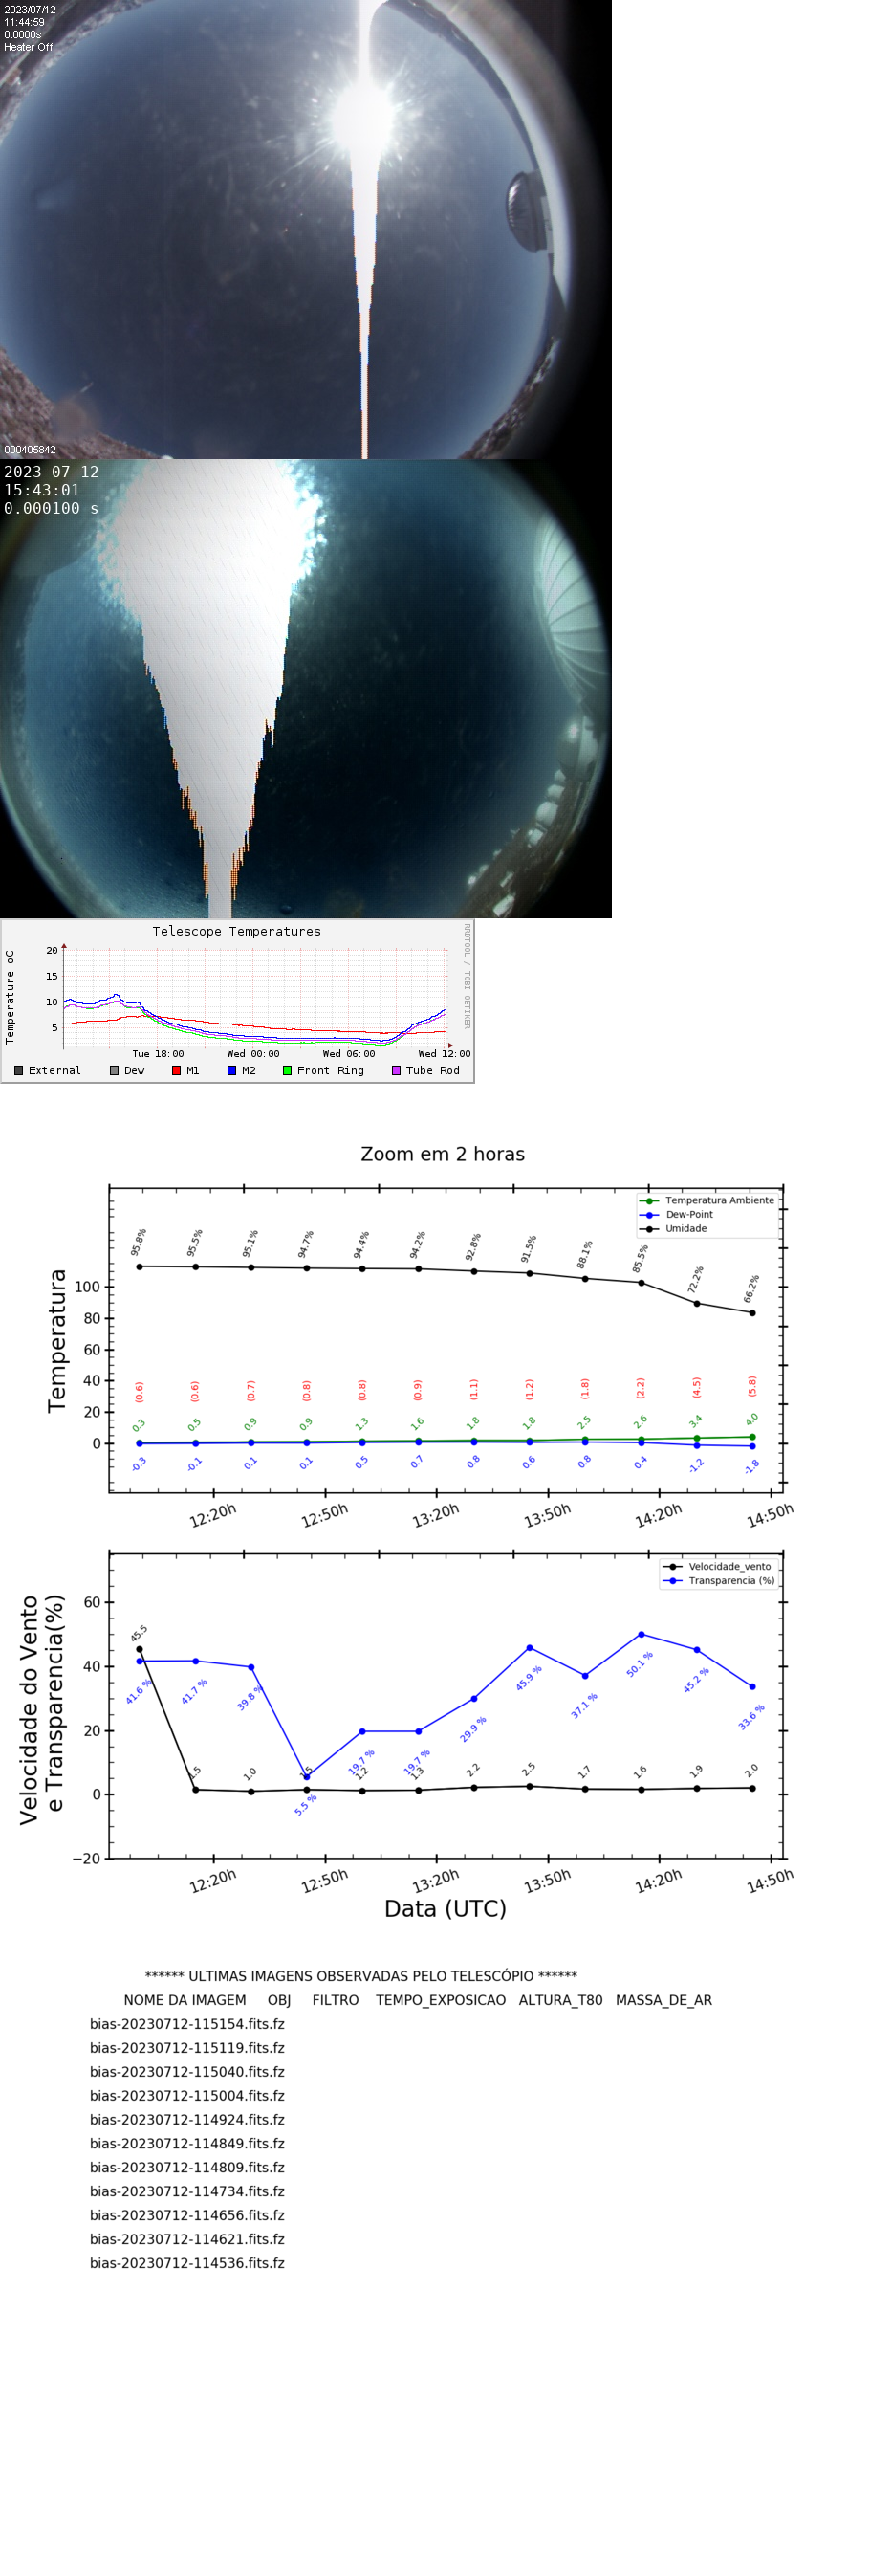 2023/07/12
11:44:59
0.0000s
Heater Off
000405842
2023-07-12
15:43:01
0.000100 s
Telescope Temperatures
RRDTOOL / TOBI OETIKER
Temperature oC
20
15
10
5
Tue 18:00 Wed 00:00 Wed 06:00 Wed 12:00
External Dew M1 M2 Front Ring Tube Rod
Zoom em 2 horas
Temperatura Ambiente
Dew-Point
Umidade
Temperatura
100
80
60
40
20
0
95.8% 95.5% 95.1% 94.7% 94.4% 94.2% 92.8% 91.5% 88.1% 85.5% 72.2% 66.2%
(0.6) (0.6) (0.7) (0.8) (0.8) (0.9) (1.1) (1.2) (1.8) (2.2) (4.5) (5.8)
0.3 0.5 0.9 0.9 1.3 1.6 1.8 1.8 2.5 2.6 3.4 4.0
-0.3 -0.1 0.1 0.1 0.5 0.7 0.8 0.6 0.8 0.4 -1.2 -1.8
12:20h 12:50h 13:20h 13:50h 14:20h 14:50h
Velocidade_vento
Transparencia (%)
Velocidade do Vento
e Transparencia(%)
60
40
20
0
−20
45.5 1.5 1.0 1.5 1.2 1.3 2.2 2.5 1.7 1.6 1.9 2.0
41.6 % 41.7 % 39.8 % 5.5 % 19.7 % 19.7 % 29.9 % 45.9 % 37.1 % 50.1 % 45.2 % 33.6 %
12:20h 12:50h 13:20h 13:50h 14:20h 14:50h
Data (UTC)
****** ULTIMAS IMAGENS OBSERVADAS PELO TELESCÓPIO ******
NOME DA IMAGEM OBJ FILTRO TEMPO_EXPOSICAO ALTURA_T80 MASSA_DE_AR
bias-20230712-115154.fits.fz
bias-20230712-115119.fits.fz
bias-20230712-115040.fits.fz
bias-20230712-115004.fits.fz
bias-20230712-114924.fits.fz
bias-20230712-114849.fits.fz
bias-20230712-114809.fits.fz
bias-20230712-114734.fits.fz
bias-20230712-114656.fits.fz
bias-20230712-114621.fits.fz
bias-20230712-114536.fits.fz